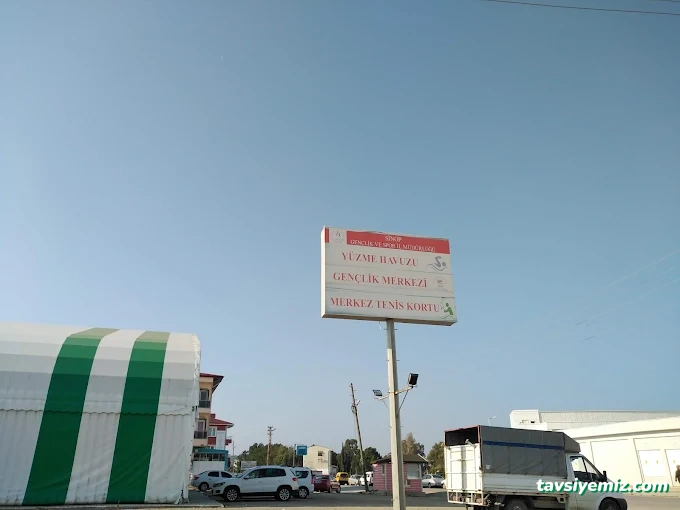 SİNOP
GENÇLİK VE SPOR İL MÜDÜRLÜĞÜ
YÜZME HAVUZU
GENÇLİK MERKEZİ
MERKEZ TENİS KORTU
tavsiyemiz.com